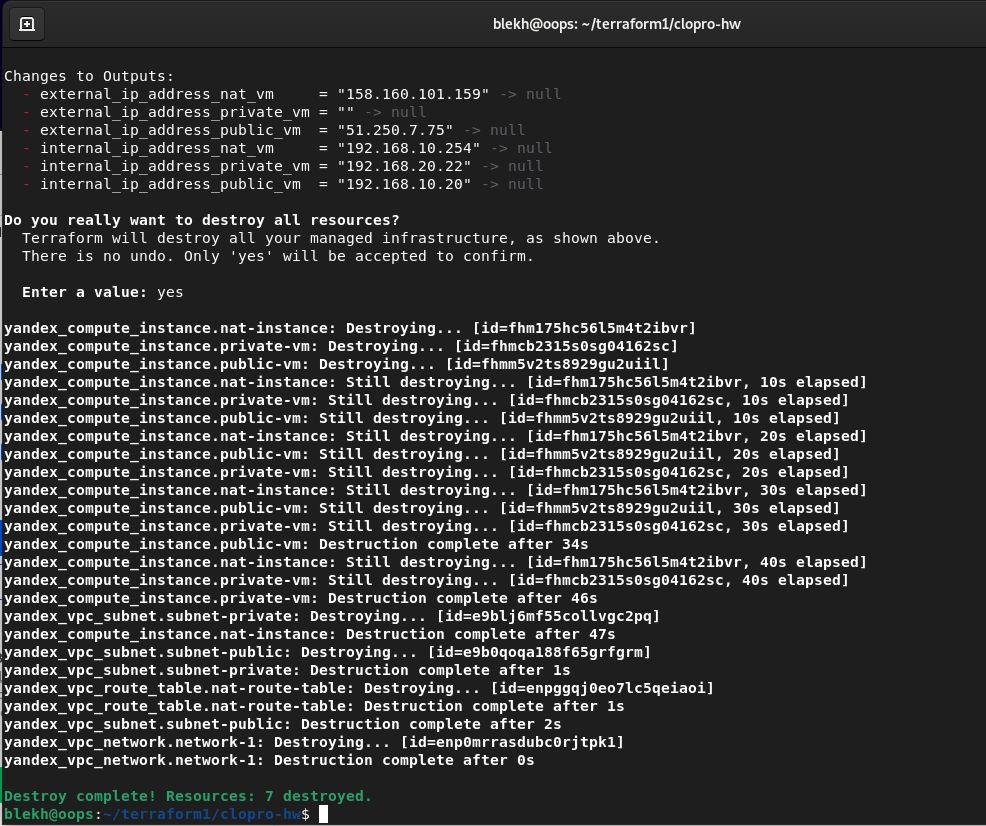 blekh@oops: ~/terraform1/clopro-hw
Changes to Outputs:
  - external_ip_address_nat_vm     = "158.160.101.159" -> null
  - external_ip_address_private_vm = "" -> null
  - external_ip_address_public_vm  = "51.250.7.75" -> null
  - internal_ip_address_nat_vm     = "192.168.10.254" -> null
  - internal_ip_address_private_vm = "192.168.20.22" -> null
  - internal_ip_address_public_vm  = "192.168.10.20" -> null
Do you really want to destroy all resources?
  Terraform will destroy all your managed infrastructure, as shown above.
  There is no undo. Only 'yes' will be accepted to confirm.
  Enter a value: yes
yandex_compute_instance.nat-instance: Destroying... [id=fhm175hc56l5m4t2ibvr]
yandex_compute_instance.private-vm: Destroying... [id=fhmcb2315s0sg04162sc]
yandex_compute_instance.public-vm: Destroying... [id=fhmm5v2ts8929gu2uiil]
yandex_compute_instance.nat-instance: Still destroying... [id=fhm175hc56l5m4t2ibvr, 10s elapsed]
yandex_compute_instance.private-vm: Still destroying... [id=fhmcb2315s0sg04162sc, 10s elapsed]
yandex_compute_instance.public-vm: Still destroying... [id=fhmm5v2ts8929gu2uiil, 10s elapsed]
yandex_compute_instance.nat-instance: Still destroying... [id=fhm175hc56l5m4t2ibvr, 20s elapsed]
yandex_compute_instance.public-vm: Still destroying... [id=fhmm5v2ts8929gu2uiil, 20s elapsed]
yandex_compute_instance.private-vm: Still destroying... [id=fhmcb2315s0sg04162sc, 20s elapsed]
yandex_compute_instance.nat-instance: Still destroying... [id=fhm175hc56l5m4t2ibvr, 30s elapsed]
yandex_compute_instance.public-vm: Still destroying... [id=fhmm5v2ts8929gu2uiil, 30s elapsed]
yandex_compute_instance.private-vm: Still destroying... [id=fhmcb2315s0sg04162sc, 30s elapsed]
yandex_compute_instance.public-vm: Destruction complete after 34s
yandex_compute_instance.nat-instance: Still destroying... [id=fhm175hc56l5m4t2ibvr, 40s elapsed]
yandex_compute_instance.private-vm: Still destroying... [id=fhmcb2315s0sg04162sc, 40s elapsed]
yandex_compute_instance.private-vm: Destruction complete after 46s
yandex_vpc_subnet.subnet-private: Destroying... [id=e9blj6mf55collvgc2pq]
yandex_compute_instance.nat-instance: Destruction complete after 47s
yandex_vpc_subnet.subnet-public: Destroying... [id=e9b0qoqa188f65grfgrm]
yandex_vpc_subnet.subnet-private: Destruction complete after 1s
yandex_vpc_route_table.nat-route-table: Destroying... [id=enpggqj0eo7lc5qeiaoi]
yandex_vpc_route_table.nat-route-table: Destruction complete after 1s
yandex_vpc_subnet.subnet-public: Destruction complete after 2s
yandex_vpc_network.network-1: Destroying... [id=enp0mrrasdubc0rjtpk1]
yandex_vpc_network.network-1: Destruction complete after 0s
Destroy complete! Resources: 7 destroyed.
blekh@oops:~/terraform1/clopro-hw$